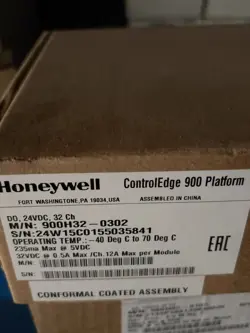 Honeywell
ControlEdge 900 Platform
FORT WASHINGTON,PA 19034,USA
ASSEMBLED IN CHINA
DO, 24VDC, 32 Ch
M/N: 900H32-0302
S/N:24W15C0155035841
OPERATING TEMP.:-40 Deg C to 70 Deg C
235ma Max @ 5VDC
32VDC @ 0.5A Max /Ch.12A Max per Module
EAC
CONFORMAL COATED ASSEMBLY